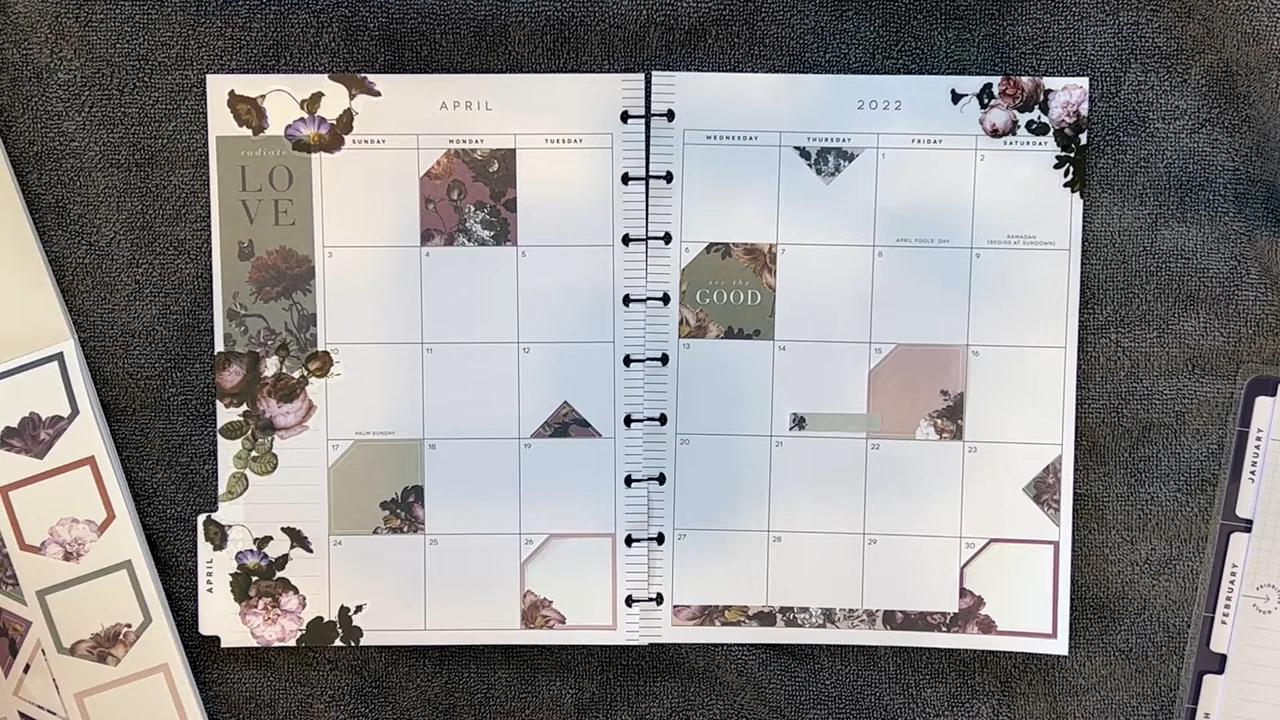 APRIL
2022
SUNDAY MONDAY TUESDAY WEDNESDAY THURSDAY FRIDAY SATURDAY
radiate
LO
VE
1 2
APRIL FOOLS' DAY
RAMADAN
(BEGINS AT SUNDOWN)
3 4 5 6 7 8 9
see the
GOOD
10 11 12 13 14 15 16
PALM SUNDAY
17 18 19 20 21 22 23
24 25 26 27 28 29 30
APRIL
JANUARY
FEBRUARY